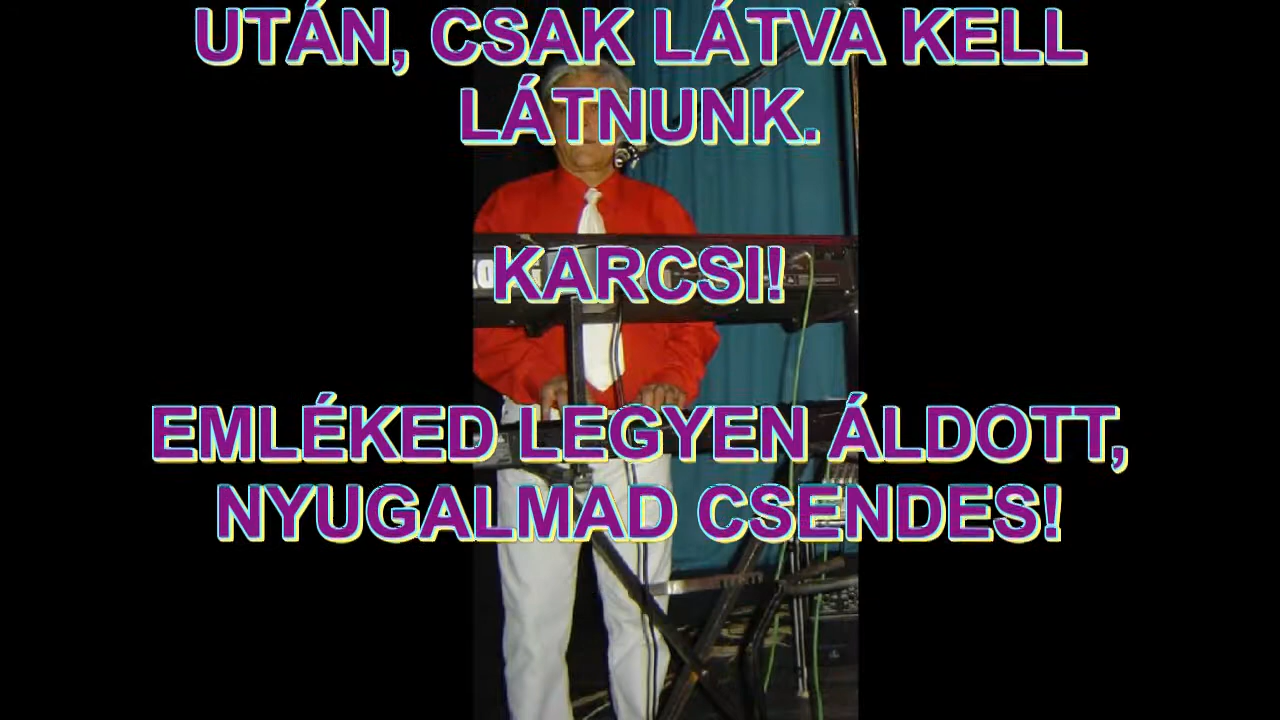 UTÁN, CSAK LÁTVA KELL
LÁTNUNK.
KARCSI!
EMLÉKED LEGYEN ÁLDOTT,
NYUGALMAD CSENDES!